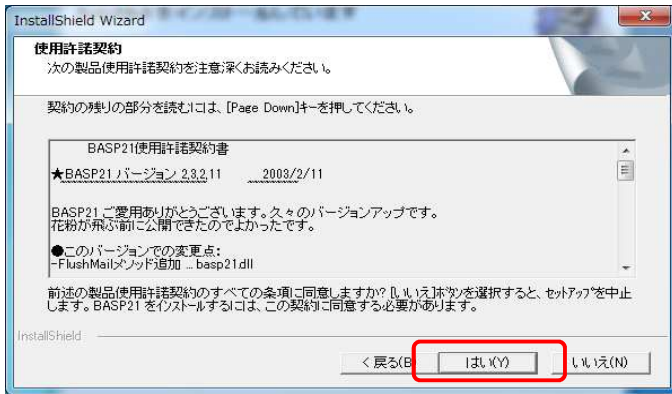 InstallShield Wizard
使用許諾契約
次の製品使用許諾契約を注意深くお読みください。
契約の残りの部分を読むには、[Page Down]キーを押してください。
BASP21使用許諾契約書
★BASP21 バージョン 2,3,2,11 2003/2/11
BASP21 ご愛用ありがとうございます。久々のバージョンアップです。
花粉が飛ぶ前に公開できたのでよかったです。
●このバージョンでの変更点:
-FlushMailメソッド追加 ... basp21.dll
前述の製品使用許諾契約のすべての条項に同意しますか? [いいえ]ボタンを選択すると、セットアップを中止
します。BASP21 をインストールするには、この契約に同意する必要があります。
InstallShield
< 戻る(B
はい(Y)
いいえ(N)